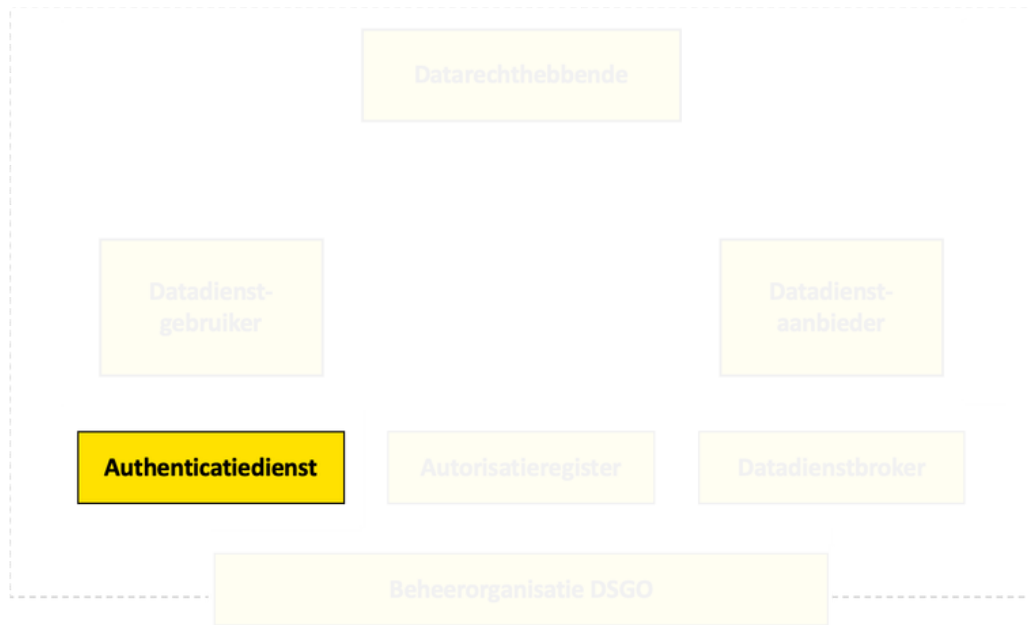 Datarechthebbende
Datadienst-
gebruiker
Datadienst-
aanbieder
Authenticatiedienst
Autorisatieregister
Datadienstbroker
Beheerorganisatie DSGO